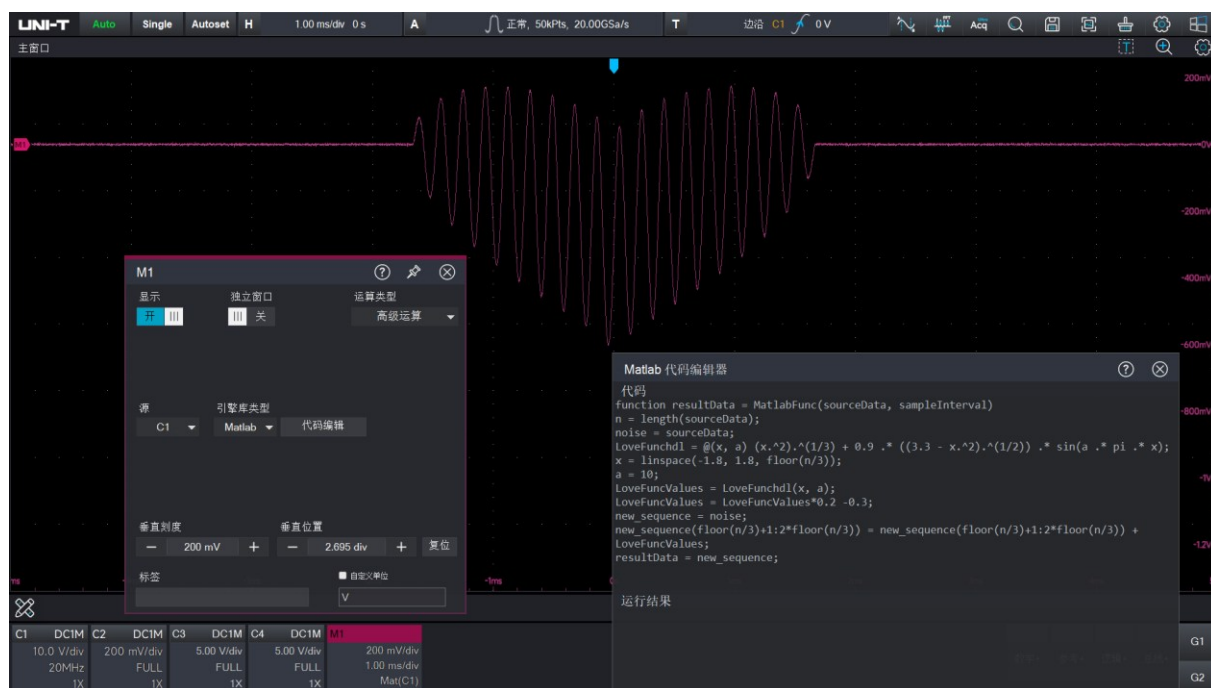 UNI-T Auto Single Autoset H 1.00 ms/div 0 s A 正常, 50kPts, 20.00GSa/s T 边沿 C1 0 V Acq
主窗口
200mV
M1
0V
-200mV
-400mV
-600mV
-800mV
-1V
-1.2V
M1
显示 独立窗口 运算类型
开 关 高级运算
源 引擎库类型
C1 Matlab 代码编辑
垂直刻度 垂直位置
— 200 mV + — 2.695 div + 复位
标签 自定义单位
V
Matlab 代码编辑器
代码
function resultData = MatlabFunc(sourceData, sampleInterval)
n = length(sourceData);
noise = sourceData;
LoveFunchdl = @(x, a) (x.^2).^(1/3) + 0.9 .* ((3.3 - x.^2).^(1/2)) .* sin(a .* pi .* x);
x = linspace(-1.8, 1.8, floor(n/3));
a = 10;
LoveFuncValues = LoveFunchdl(x, a);
LoveFuncValues = LoveFuncValues*0.2 -0.3;
new_sequence = noise;
new_sequence(floor(n/3)+1:2*floor(n/3)) = new_sequence(floor(n/3)+1:2*floor(n/3)) +
LoveFuncValues;
resultData = new_sequence;
运行结果
-1ms
C1 DC1M C2 DC1M C3 DC1M C4 DC1M M1
10.0 V/div 200 mV/div 5.00 V/div 5.00 V/div 200 mV/div
20MHz FULL FULL FULL 1.00 ms/div
1X 1X 1X 1X Mat(C1)
G1
G2